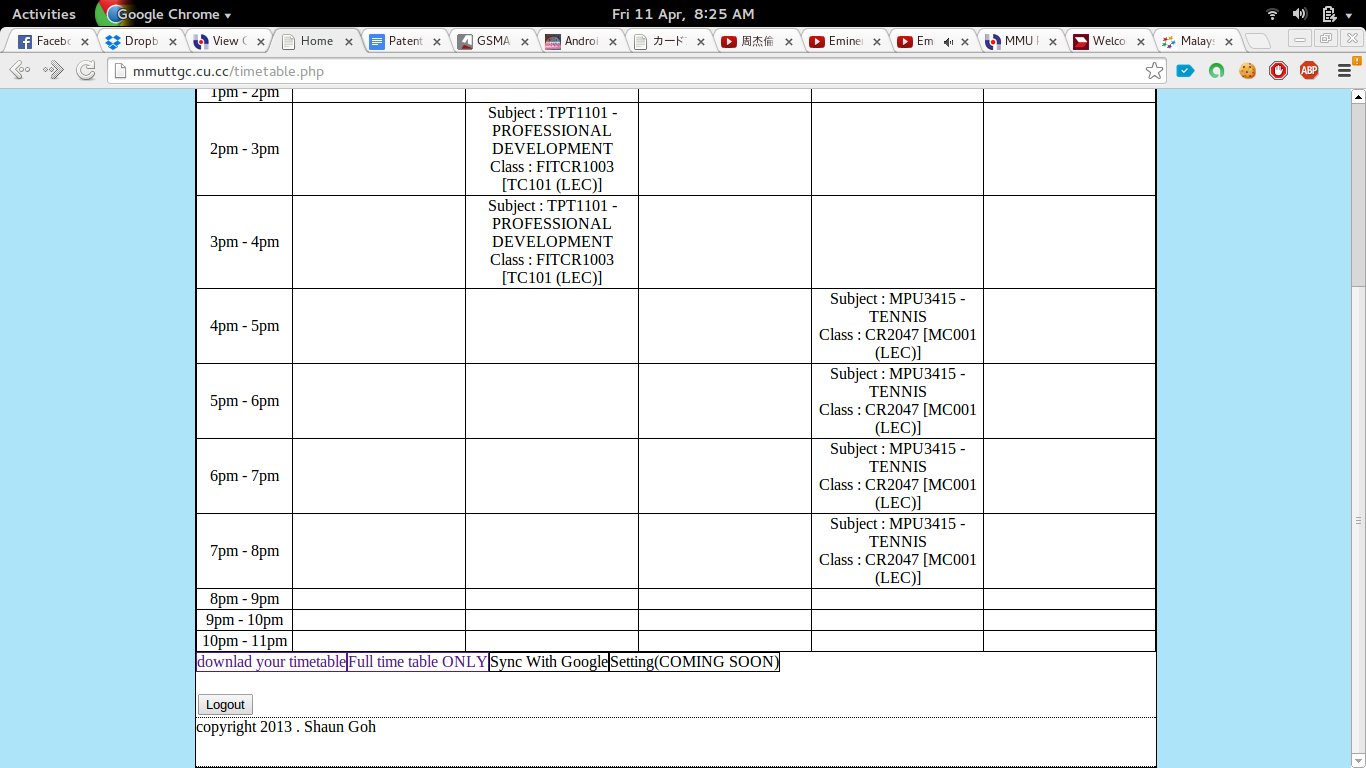 Activities
Google Chrome
Fri 11 Apr, 8:25 AM
Faceb
Dropb
View
Home
Patent
GSMA
Androi
カード
周杰倫
Emine
Em
MMU
Welco
Malays
mmuttgc.cu.cc/timetable.php
ABP
1pm - 2pm
2pm - 3pm
Subject : TPT1101 -
PROFESSIONAL
DEVELOPMENT
Class : FITCR1003
[TC101 (LEC)]
3pm - 4pm
Subject : TPT1101 -
PROFESSIONAL
DEVELOPMENT
Class : FITCR1003
[TC101 (LEC)]
4pm - 5pm
Subject : MPU3415 -
TENNIS
Class : CR2047 [MC001
(LEC)]
5pm - 6pm
Subject : MPU3415 -
TENNIS
Class : CR2047 [MC001
(LEC)]
6pm - 7pm
Subject : MPU3415 -
TENNIS
Class : CR2047 [MC001
(LEC)]
7pm - 8pm
Subject : MPU3415 -
TENNIS
Class : CR2047 [MC001
(LEC)]
8pm - 9pm
9pm - 10pm
10pm - 11pm
downlad your timetable Full time table ONLY Sync With Google Setting(COMING SOON)
Logout
copyright 2013 . Shaun Goh